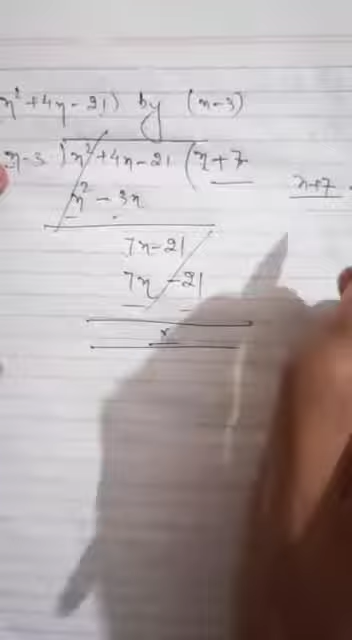 x² + 4x - 21) by (x - 3)
x - 3 ) x² + 4x - 21 ( x + 7
x² - 3x
x + 7
7x - 21
7x - 21
x